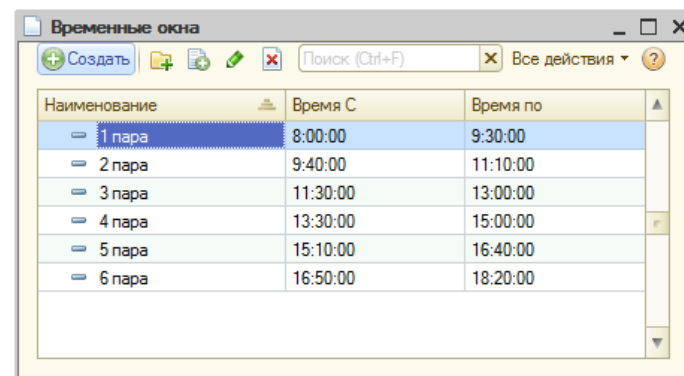 Временные окна
Создать Поиск (Ctrl+F) Все действия
Наименование Время С Время по
1 пара 8:00:00 9:30:00
2 пара 9:40:00 11:10:00
3 пара 11:30:00 13:00:00
4 пара 13:30:00 15:00:00
5 пара 15:10:00 16:40:00
6 пара 16:50:00 18:20:00